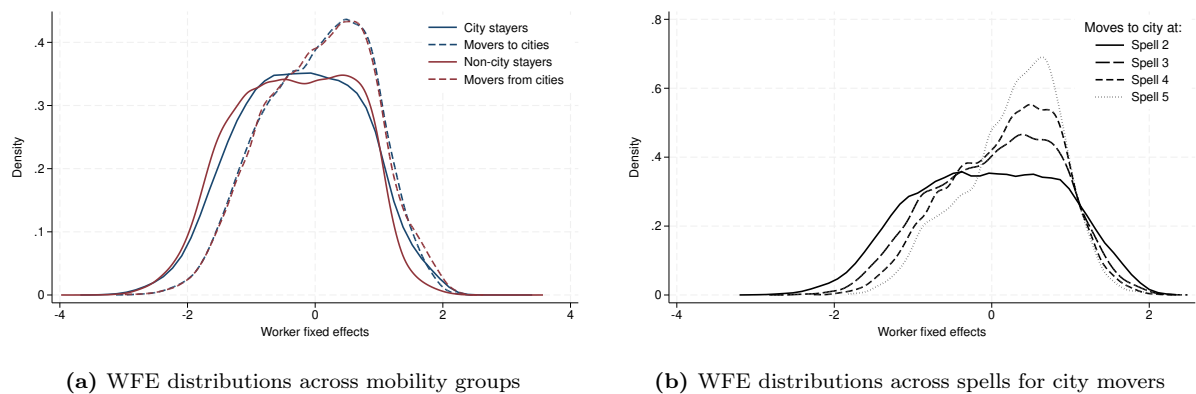 City stayers
Movers to cities
Non-city stayers
Movers from cities
.4
.3
.2
.1
0
Density
-4
-2
0
2
4
Worker fixed effects
(a) WFE distributions across mobility groups
Moves to city at:
Spell 2
Spell 3
Spell 4
Spell 5
.8
.6
.4
.2
0
Density
-4
-2
0
2
Worker fixed effects
(b) WFE distributions across spells for city movers